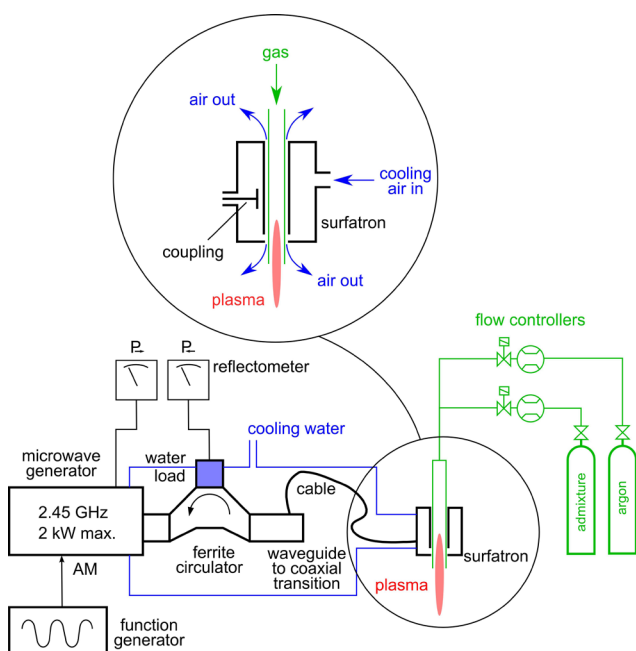 gas
air out
cooling
air in
surfatron
coupling
plasma
air out
flow controllers
P
P
reflectometer
cooling water
microwave
generator
water
load
cable
2.45 GHz
2 kW max.
ferrite
circulator
waveguide
to coaxial
transition
surfatron
plasma
admixture
argon
AM
function
generator